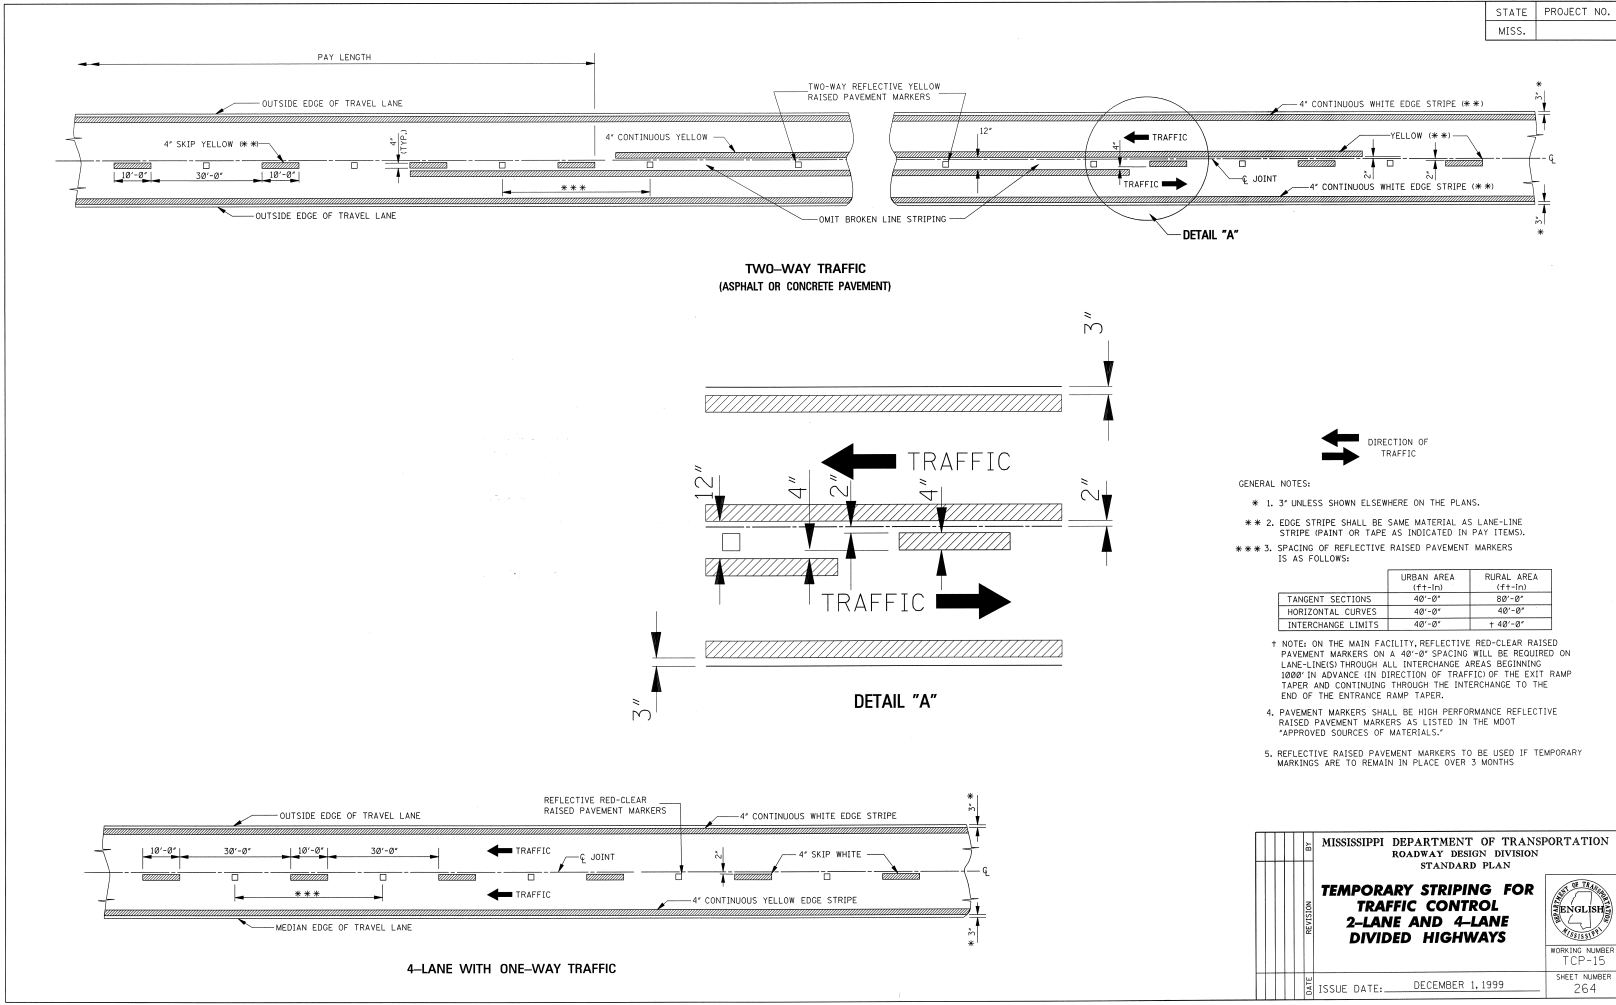 STATE PROJECT NO.
MISS.
PAY LENGTH
OUTSIDE EDGE OF TRAVEL LANE
TWO-WAY REFLECTIVE YELLOW
RAISED PAVEMENT MARKERS
4" CONTINUOUS WHITE EDGE STRIPE (**)
* 3"
4" SKIP YELLOW (**)
4"
(TYP.)
4" CONTINUOUS YELLOW
12"
4"
TRAFFIC
YELLOW (**)
℄
10'-0" 30'-0" 10'-0"
***
TRAFFIC
℄ JOINT
2"
2"
4" CONTINUOUS WHITE EDGE STRIPE (**)
OUTSIDE EDGE OF TRAVEL LANE
OMIT BROKEN LINE STRIPING
* 3"
DETAIL "A"
TWO-WAY TRAFFIC
(ASPHALT OR CONCRETE PAVEMENT)
3"
TRAFFIC
12" 4" 2" 4" 2"
TRAFFIC
3"
DETAIL "A"
DIRECTION OF
TRAFFIC
GENERAL NOTES:
* 1. 3" UNLESS SHOWN ELSEWHERE ON THE PLANS.
** 2. EDGE STRIPE SHALL BE SAME MATERIAL AS LANE-LINE
STRIPE (PAINT OR TAPE AS INDICATED IN PAY ITEMS).
*** 3. SPACING OF REFLECTIVE RAISED PAVEMENT MARKERS
IS AS FOLLOWS:
URBAN AREA RURAL AREA
(ft-in) (ft-in)
TANGENT SECTIONS 40'-0" 80'-0"
HORIZONTAL CURVES 40'-0" 40'-0"
INTERCHANGE LIMITS 40'-0" † 40'-0"
† NOTE: ON THE MAIN FACILITY, REFLECTIVE RED-CLEAR RAISED
PAVEMENT MARKERS ON A 40'-0" SPACING WILL BE REQUIRED ON
LANE-LINE(S) THROUGH ALL INTERCHANGE AREAS BEGINNING
1000' IN ADVANCE (IN DIRECTION OF TRAFFIC) OF THE EXIT RAMP
TAPER AND CONTINUING THROUGH THE INTERCHANGE TO THE
END OF THE ENTRANCE RAMP TAPER.
4. PAVEMENT MARKERS SHALL BE HIGH PERFORMANCE REFLECTIVE
RAISED PAVEMENT MARKERS AS LISTED IN THE MDOT
"APPROVED SOURCES OF MATERIALS."
5. REFLECTIVE RAISED PAVEMENT MARKERS TO BE USED IF TEMPORARY
MARKINGS ARE TO REMAIN IN PLACE OVER 3 MONTHS
REFLECTIVE RED-CLEAR
RAISED PAVEMENT MARKERS
OUTSIDE EDGE OF TRAVEL LANE
4" CONTINUOUS WHITE EDGE STRIPE
3" *
10'-0" 30'-0" 10'-0" 30'-0"
TRAFFIC
℄ JOINT
2"
4" SKIP WHITE
℄
***
TRAFFIC
4" CONTINUOUS YELLOW EDGE STRIPE
MEDIAN EDGE OF TRAVEL LANE
* 3"
4-LANE WITH ONE-WAY TRAFFIC
BY
REVISION
DATE
MISSISSIPPI DEPARTMENT OF TRANSPORTATION
ROADWAY DESIGN DIVISION
STANDARD PLAN
TEMPORARY STRIPING FOR
TRAFFIC CONTROL
2-LANE AND 4-LANE
DIVIDED HIGHWAYS
DEPARTMENT OF TRANSPORTATION
ENGLISH
MISSISSIPPI
WORKING NUMBER
TCP-15
ISSUE DATE: DECEMBER 1, 1999
SHEET NUMBER
264